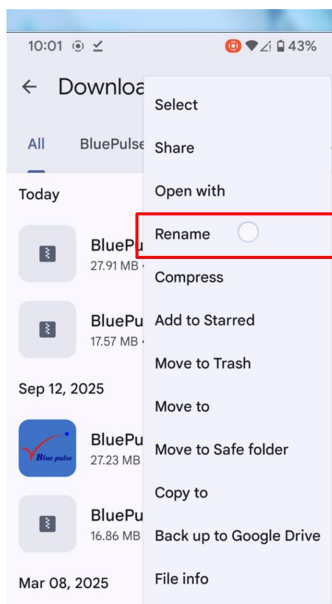 10:01 43%
Downloa
All BluePulse
Select
Share
Open with
Rename
Compress
Add to Starred
Move to Trash
Move to
Move to Safe folder
Copy to
Back up to Google Drive
File info
Today
BluePu
27.91 MB •
BluePu
17.57 MB •
Sep 12, 2025
Blue pulse
BluePu
27.23 MB
BluePu
16.86 MB
Mar 08, 2025